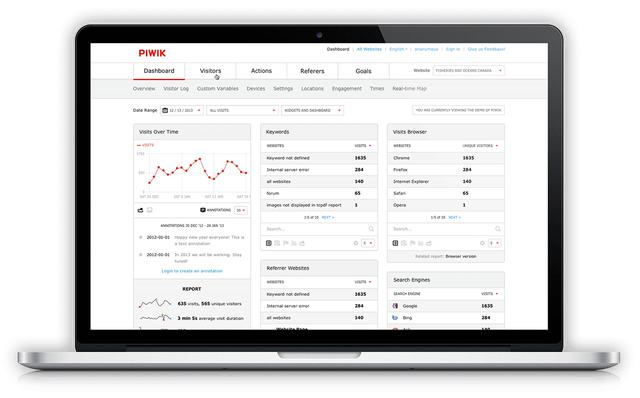 PIWIK
Dashboard | All Websites | English | anonymous | Sign in | Give us Feedback!
Dashboard Visitors Actions Referers Goals Website FISHERIES AND OCEANS CANADA
Overview Visitor Log Custom Variables Devices Settings Locations Engagement Times Real-time Map
Date Range 12 / 13 / 2013 ALL VISITS WIDGETS AND DASHBOARD YOU ARE CURRENTLY VIEWING THE DEMO OF PIWIK
Visits Over Time
VISITS
ANNOTATIONS
ANNOTATIONS 30 DEC '12 - 28 JAN '13
2012-01-01 Happy new year everyone! This is a test annotation
2012-01-01 In 2013 we will be working. Stay tuned!
Login to create an annotation
REPORT
635 visits, 565 unique visitors
3 min 5s average visit duration
Keywords
WEBSITES VISITS
Keyword not defined 1635
Internal server error 284
all websites 140
forum 65
images not displayed in tcpdf report 1
1-5 of 10 NEXT >
Search...
5
Referrer Websites
WEBSITES VISITS
Keyword not defined 1635
Internal server error 284
all websites 140
Website Page
Visits Browser
WEBSITES UNIQUE VISITORS
Chrome 1635
Firefox 284
Internet Explorer 140
Safari 65
Opera 1
1-5 of 10 NEXT >
Search...
5
Related report: Browser version
Search Engines
SEARCH ENGINE VISITS
Google 1635
Bing 284